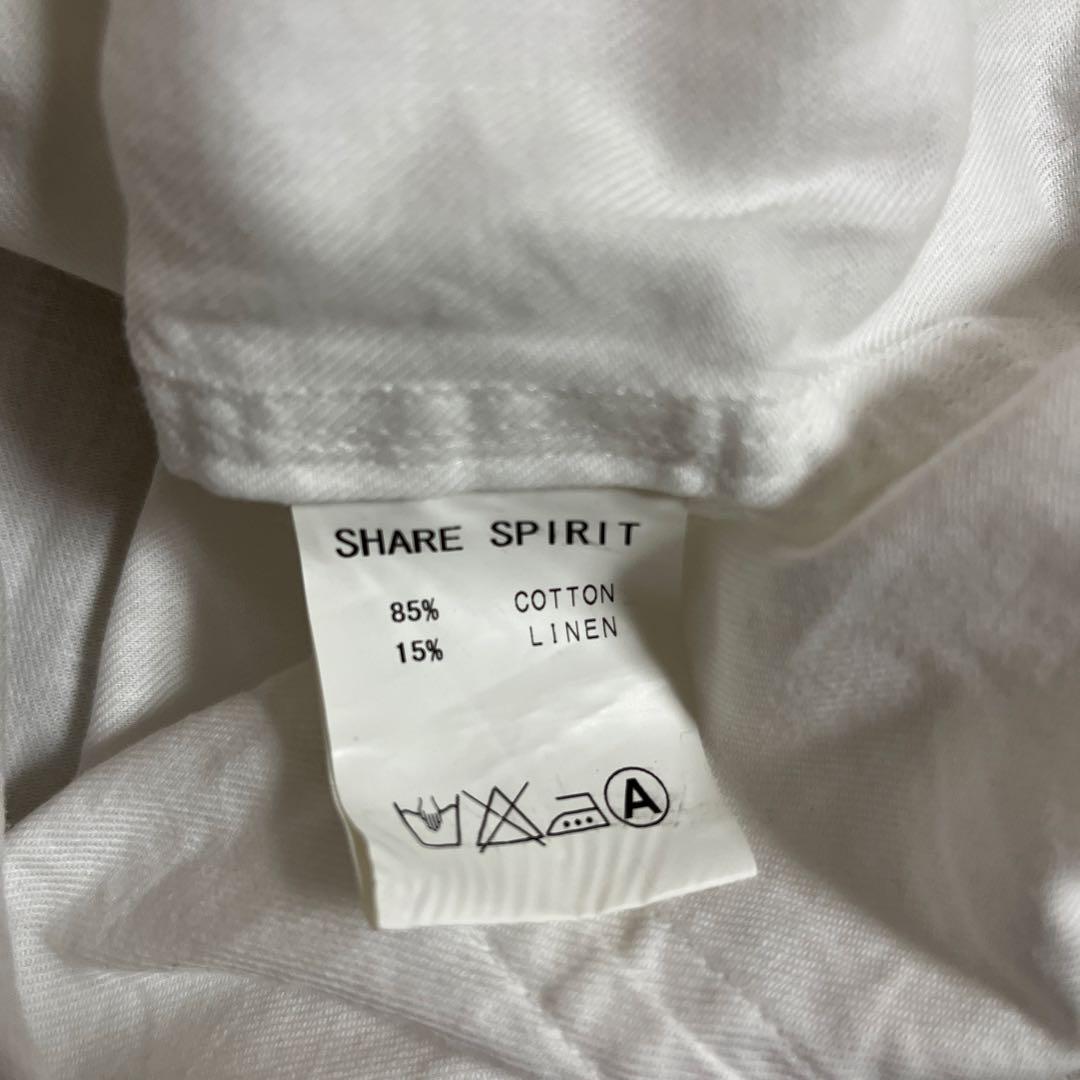 SHARE SPIRIT
85% COTTON
15% LINEN
A